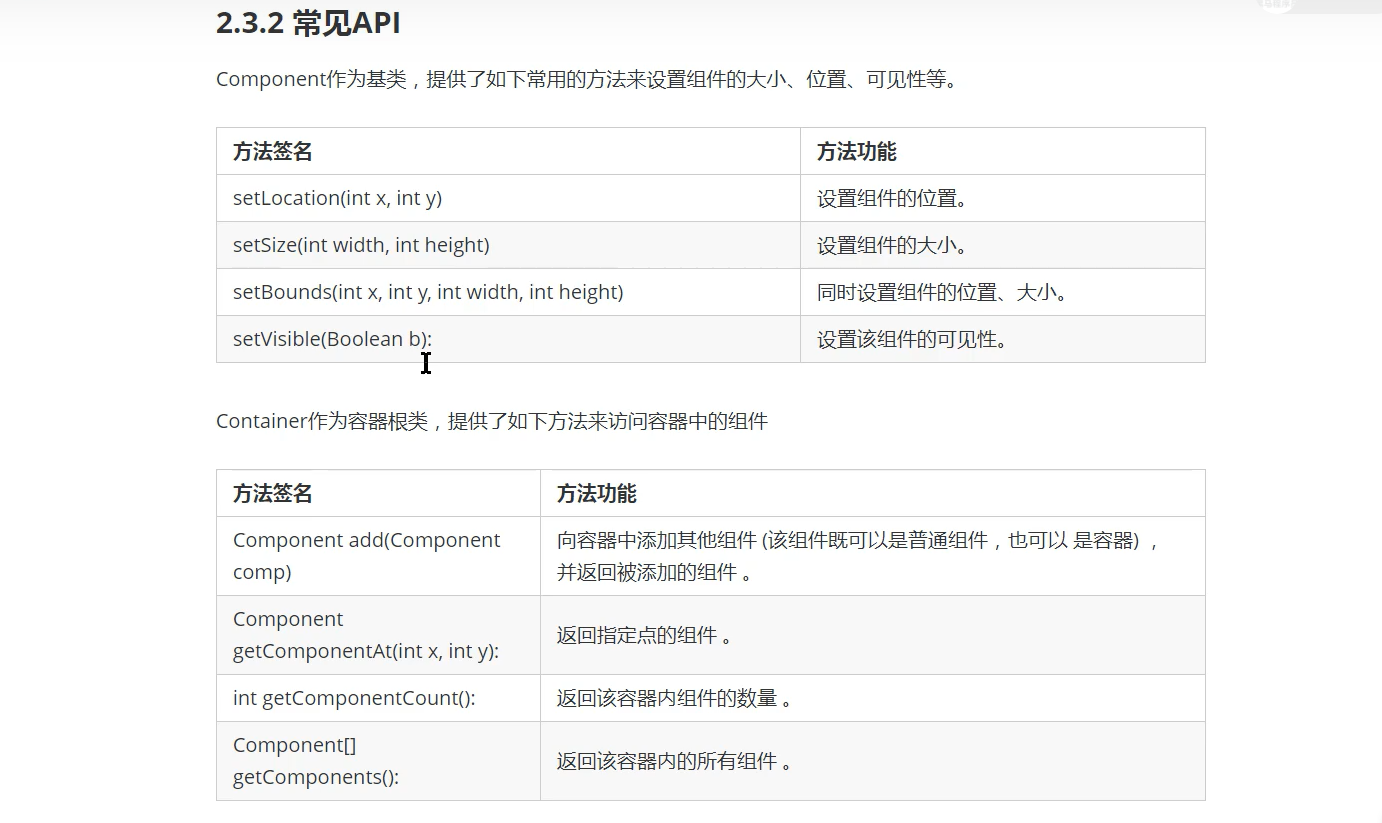 2.3.2 常见API
Component作为基类，提供了如下常用的方法来设置组件的大小、位置、可见性等。
方法签名 方法功能
setLocation(int x, int y) 设置组件的位置。
setSize(int width, int height) 设置组件的大小。
setBounds(int x, int y, int width, int height) 同时设置组件的位置、大小。
setVisible(Boolean b): 设置该组件的可见性。
Container作为容器根类，提供了如下方法来访问容器中的组件
方法签名 方法功能
Component add(Component
comp)
向容器中添加其他组件 (该组件既可以是普通组件，也可以 是容器) ，
并返回被添加的组件 。
Component
getComponentAt(int x, int y):
返回指定点的组件 。
int getComponentCount(): 返回该容器内组件的数量 。
Component[]
getComponents():
返回该容器内的所有组件 。